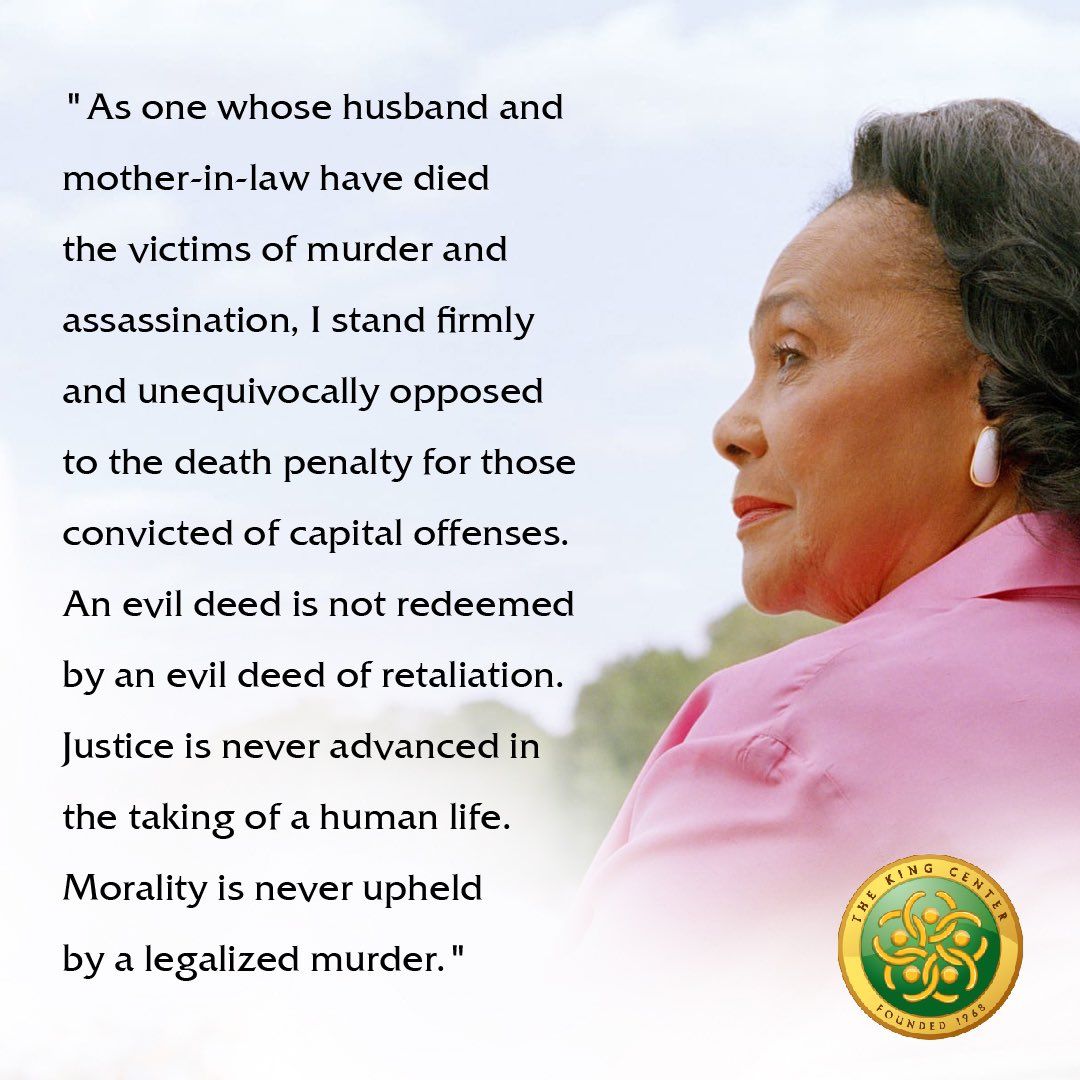 "As one whose husband and
mother-in-law have died
the victims of murder and
assassination, I stand firmly
and unequivocally opposed
to the death penalty for those
convicted of capital offenses.
An evil deed is not redeemed
by an evil deed of retaliation.
Justice is never advanced in
the taking of a human life.
Morality is never upheld
by a legalized murder."
THE KING CENTER
FOUNDED 1968